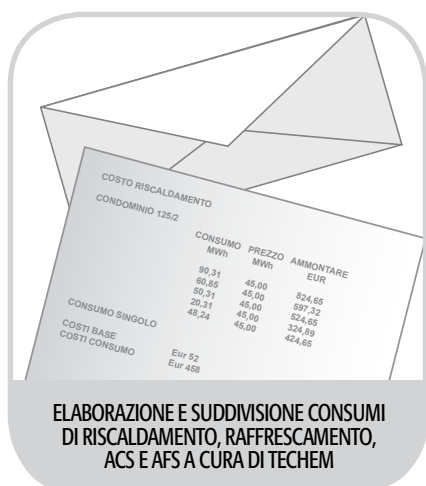 COSTO RISCALDAMENTO
CONDOMINIO 125/2
CONSUMO PREZZO AMMONTARE
MWh MWh EUR
90,31 45,00 824,65
60,85 45,00 597,32
50,31 45,00 524,65
20,31 45,00 324,89
48,24 45,00 424,65
CONSUMO SINGOLO
COSTI BASE Eur 52
COSTI CONSUMO Eur 458
ELABORAZIONE E SUDDIVISIONE CONSUMI
DI RISCALDAMENTO, RAFFRESCAMENTO,
ACS E AFS A CURA DI TECHEM